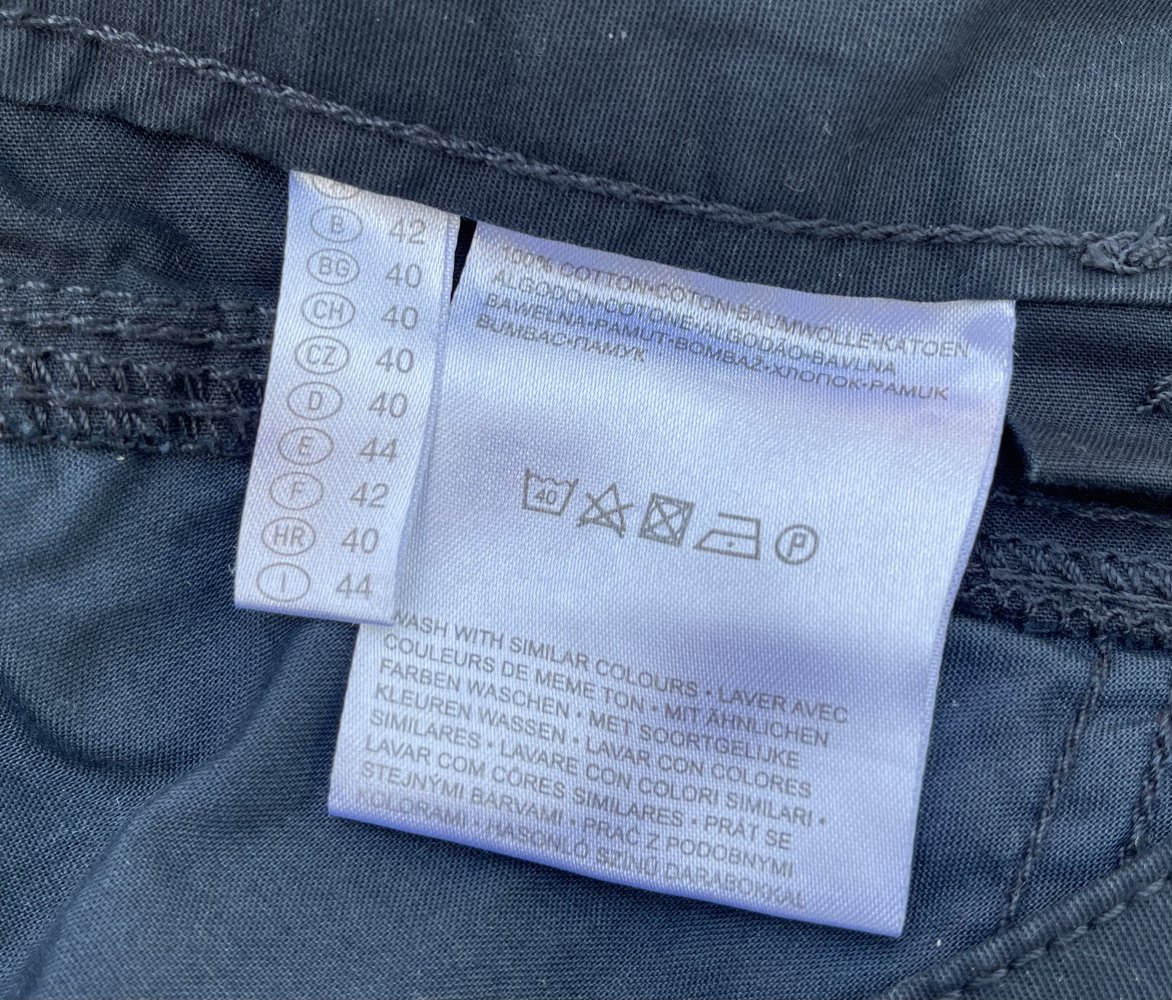 B 42
BG 40
CH 40
CZ 40
D 40
E 44
F 42
HR 40
I 44
100% COTTON•COTON•BAUMWOLLE•KATOEN
ALGODON•COTONE•ALGODÃO•BAVLNA
BAWEŁNA•PAMUT•BOMBAŻ•ХЛОПОК•PAMUK
BUMBAC•ПАМУК
40
P
WASH WITH SIMILAR COLOURS • LAVER AVEC
COULEURS DE MEME TON • MIT ÄHNLICHEN
FARBEN WASCHEN • MET SOORTGELIJKE
KLEUREN WASSEN • LAVAR CON COLORES
SIMILARES • LAVARE CON COLORI SIMILARI •
LAVAR COM CÔRES SIMILARES • PRÁT SE
STEJNÝMI BARVAMI • PRAĆ Z PODOBNYMI
KOLORAMI • HASONLÓ SZÍNŰ DARABOKKAL